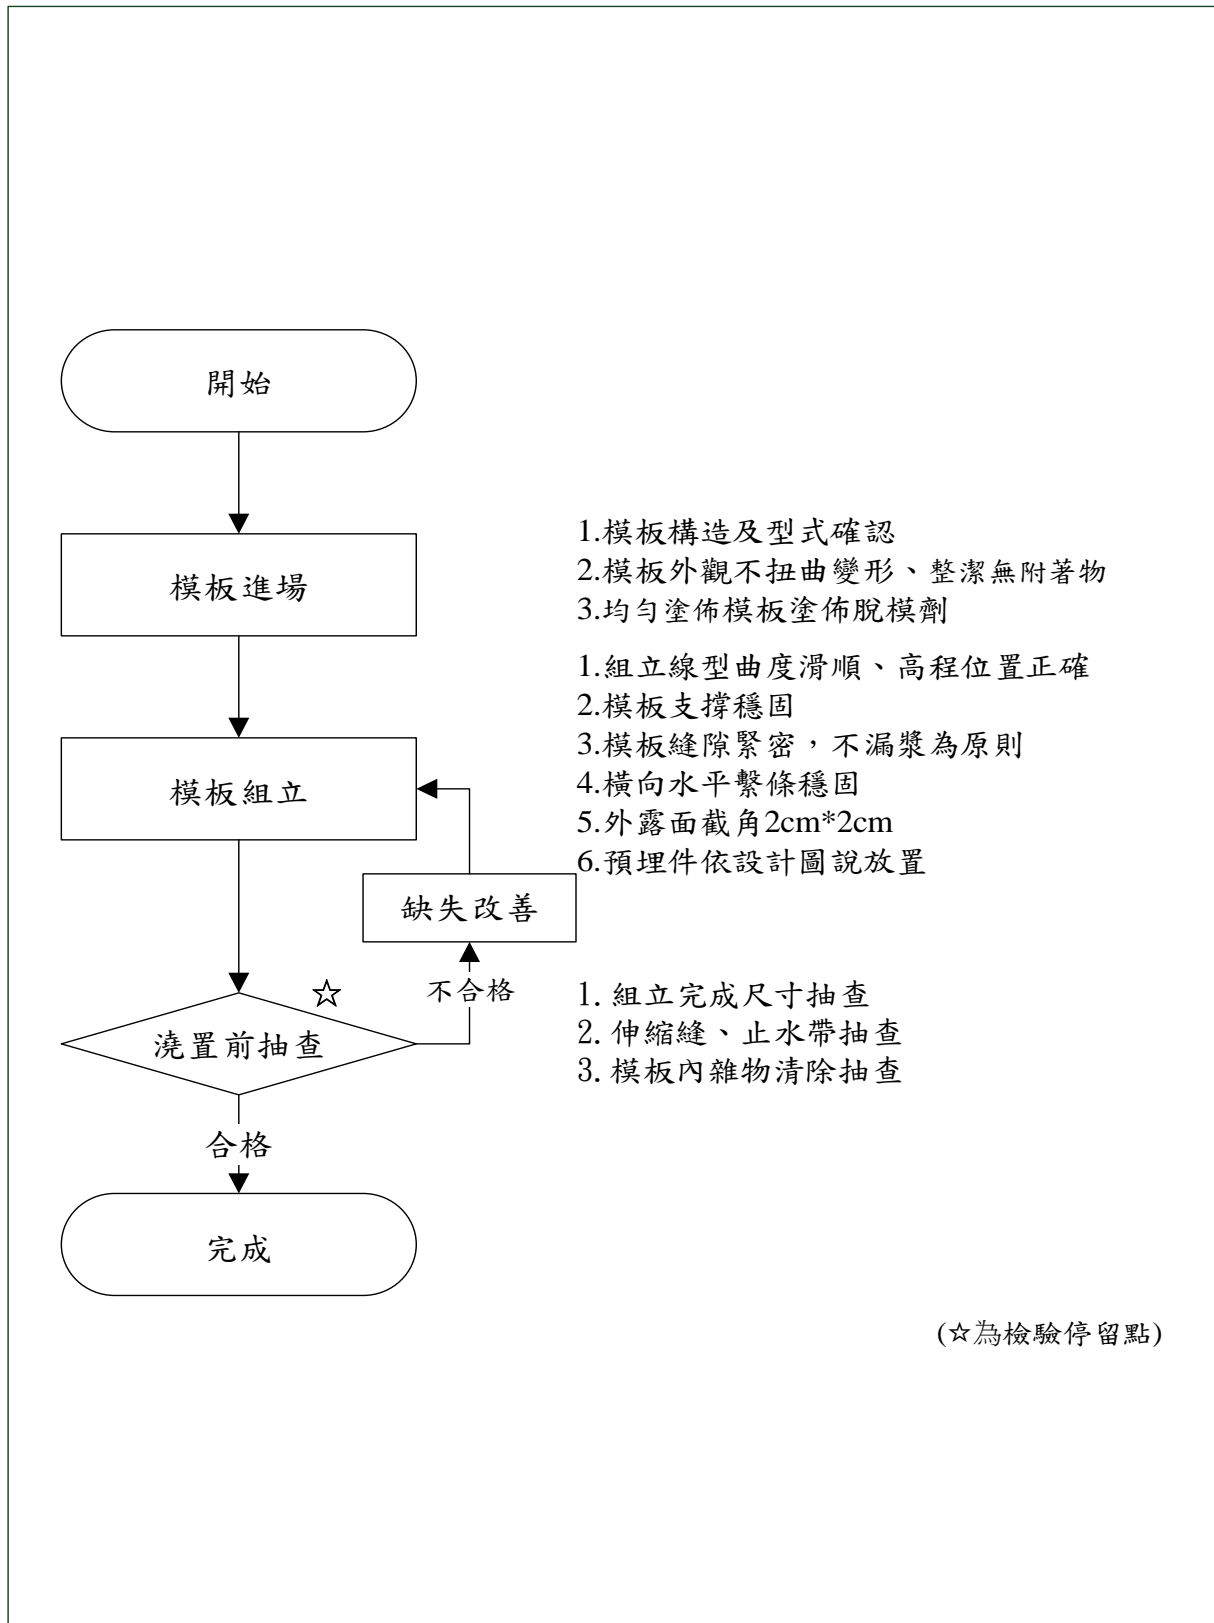 開始
模板進場
1.模板構造及型式確認
2.模板外觀不扭曲變形、整潔無附著物
3.均勻塗佈模板塗佈脫模劑
模板組立
1.組立線型曲度滑順、高程位置正確
2.模板支撐穩固
3.模板縫隙緊密，不漏漿為原則
4.橫向水平繫條穩固
5.外露面截角2cm*2cm
6.預埋件依設計圖說放置
缺失改善
不合格
☆
澆置前抽查
1. 組立完成尺寸抽查
2. 伸縮縫、止水帶抽查
3. 模板內雜物清除抽查
合格
完成
(☆為檢驗停留點)